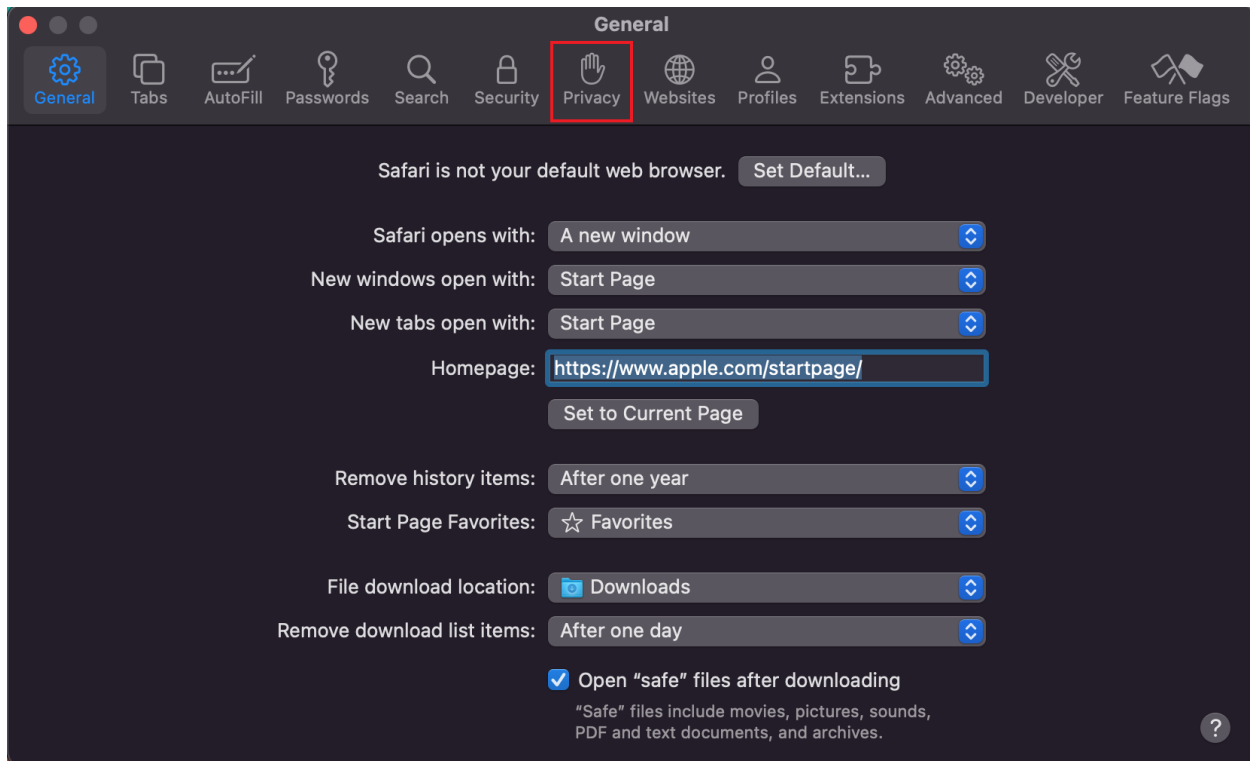 General
General Tabs AutoFill Passwords Search Security Privacy Websites Profiles Extensions Advanced Developer Feature Flags
Safari is not your default web browser. Set Default...
Safari opens with: A new window
New windows open with: Start Page
New tabs open with: Start Page
Homepage: https://www.apple.com/startpage/
Set to Current Page
Remove history items: After one year
Start Page Favorites: Favorites
File download location: Downloads
Remove download list items: After one day
Open “safe” files after downloading
“Safe” files include movies, pictures, sounds,
PDF and text documents, and archives.
?